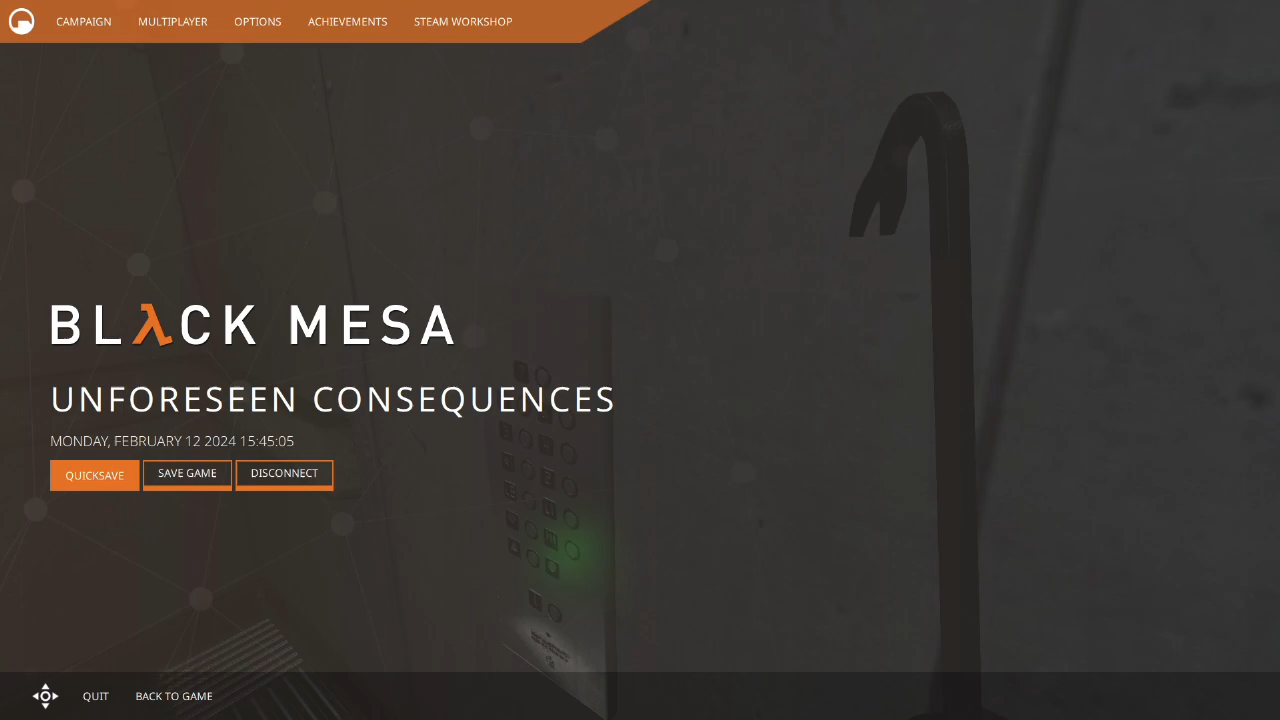 CAMPAIGN MULTIPLAYER OPTIONS ACHIEVEMENTS STEAM WORKSHOP
BLACK MESA
UNFORESEEN CONSEQUENCES
MONDAY, FEBRUARY 12 2024 15:45:05
QUICKSAVE SAVE GAME DISCONNECT
QUIT BACK TO GAME